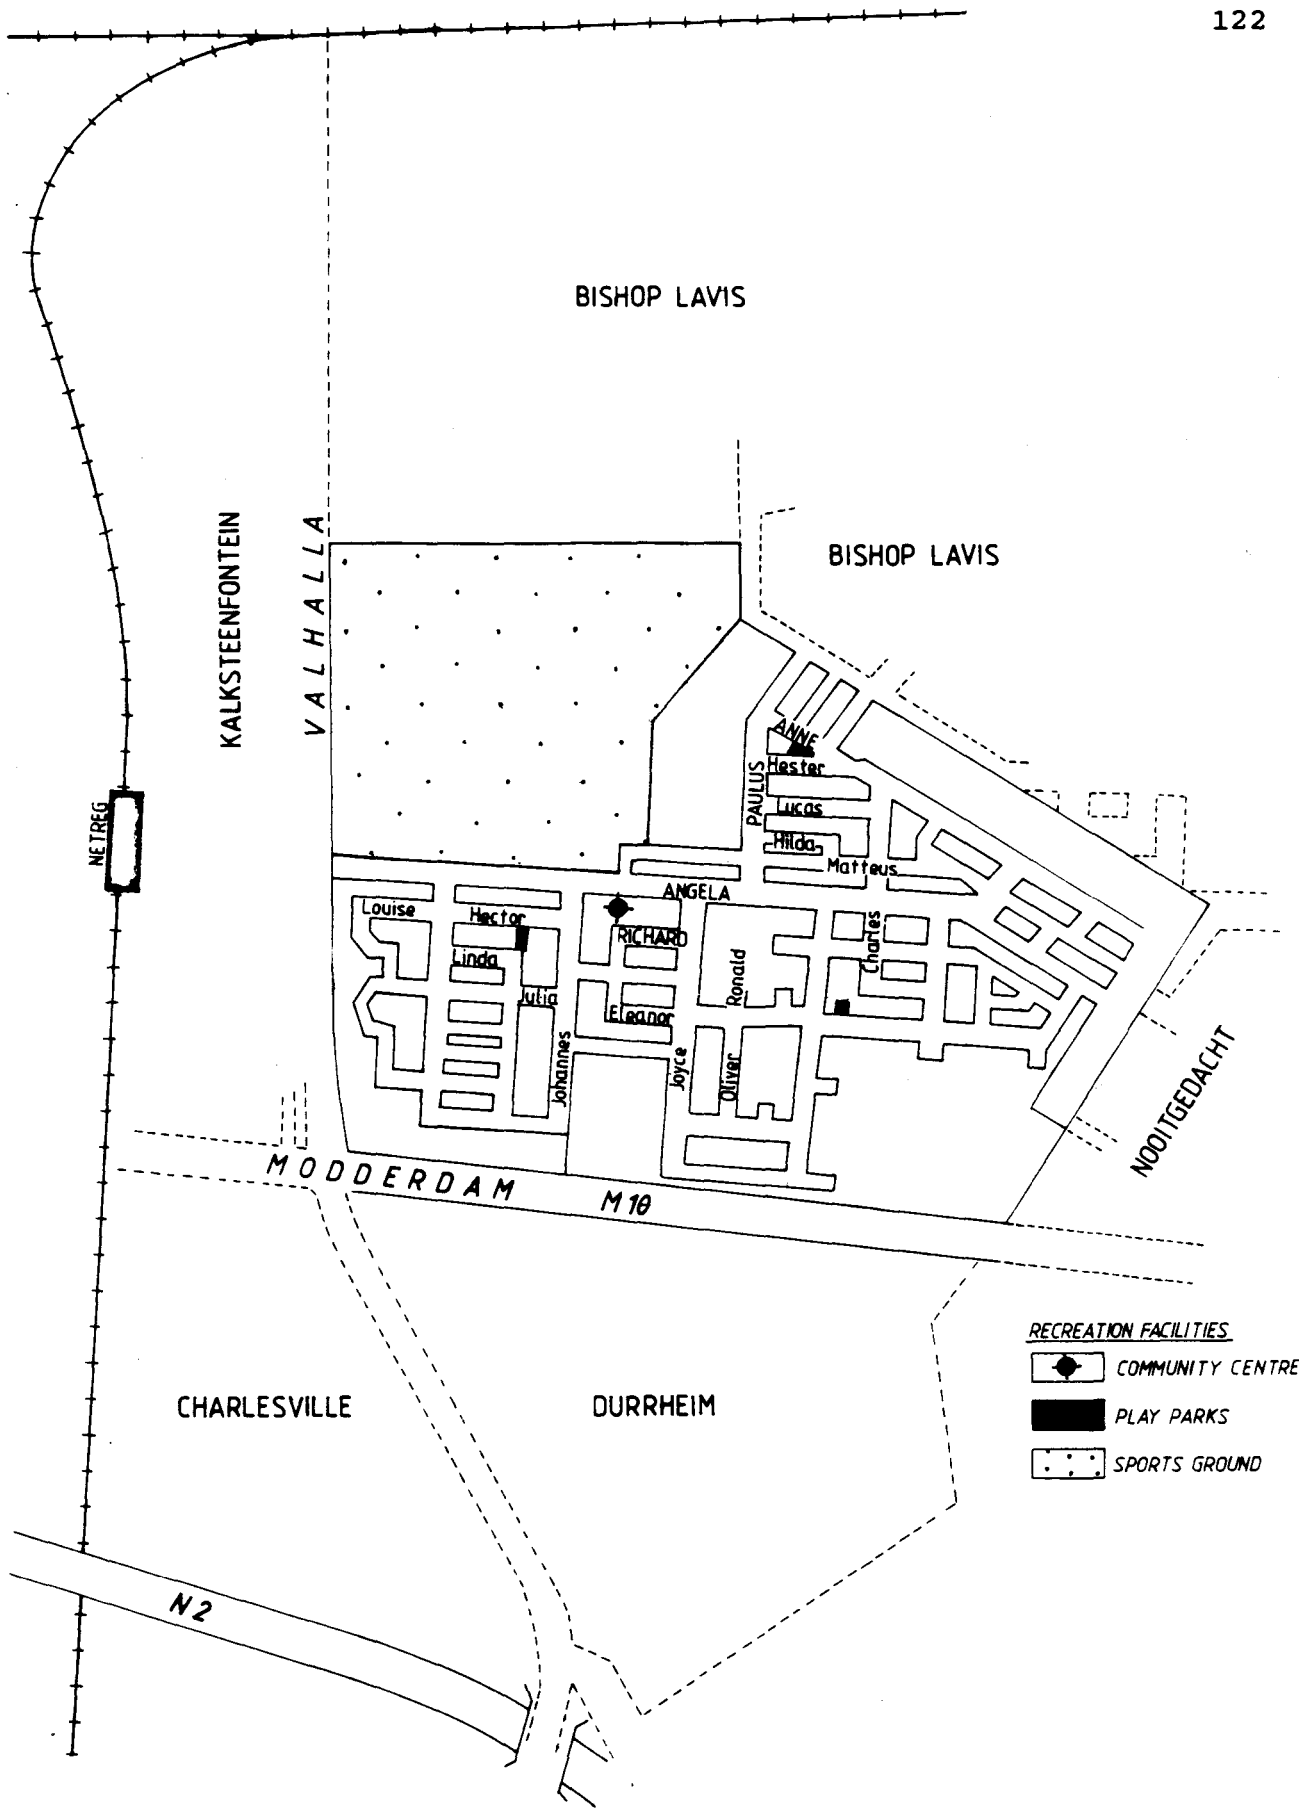 122
BISHOP LAVIS
BISHOP LAVIS
KALKSTEENFONTEIN
VALHALLA
NETREG
ANNE
Hester
PAULUS
Lucas
Hilda
Matteus
ANGELA
Louise
Hector
RICHARD
Charles
Linda
Ronald
Julia
Eleanor
Johannes
Joyce
Oliver
NOOITGEDACHT
MODDERDAM M10
RECREATION FACILITIES
COMMUNITY CENTRE
PLAY PARKS
SPORTS GROUND
CHARLESVILLE
DURRHEIM
N2